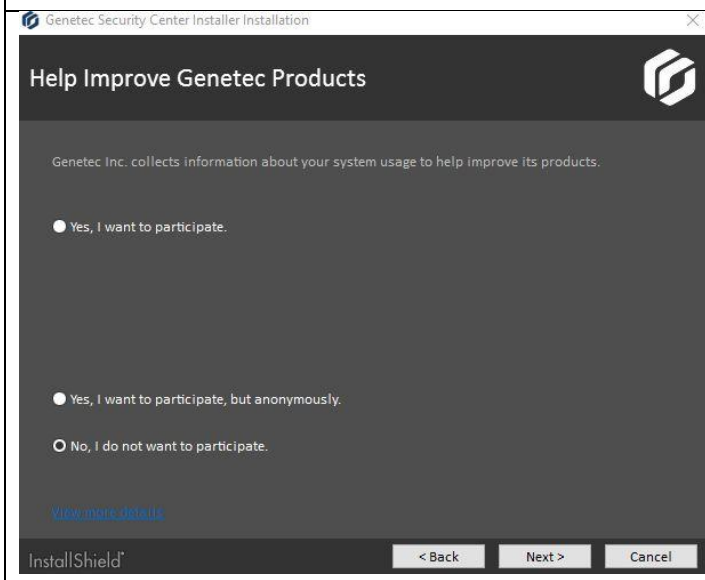 Genetec Security Center Installer Installation
Help Improve Genetec Products
Genetec Inc. collects information about your system usage to help improve its products.
Yes, I want to participate.
Yes, I want to participate, but anonymously.
No, I do not want to participate.
View more details
InstallShield
< Back Next > Cancel